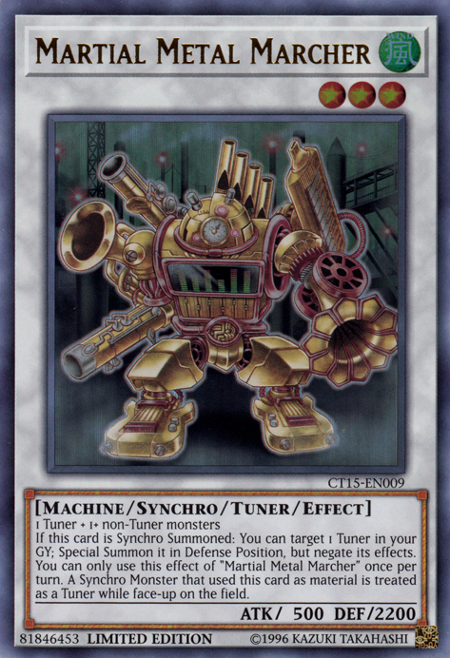 MARTIAL METAL MARCHER
WIND
風
CT15-EN009
[MACHINE/SYNCHRO/TUNER/EFFECT]
1 Tuner + 1+ non-Tuner monsters
If this card is Synchro Summoned: You can target 1 Tuner in your
GY; Special Summon it in Defense Position, but negate its effects.
You can only use this effect of "Martial Metal Marcher" once per
turn. A Synchro Monster that used this card as material is treated
as a Tuner while face-up on the field.
ATK/ 500 DEF/2200
81846453 LIMITED EDITION ©1996 KAZUKI TAKAHASHI